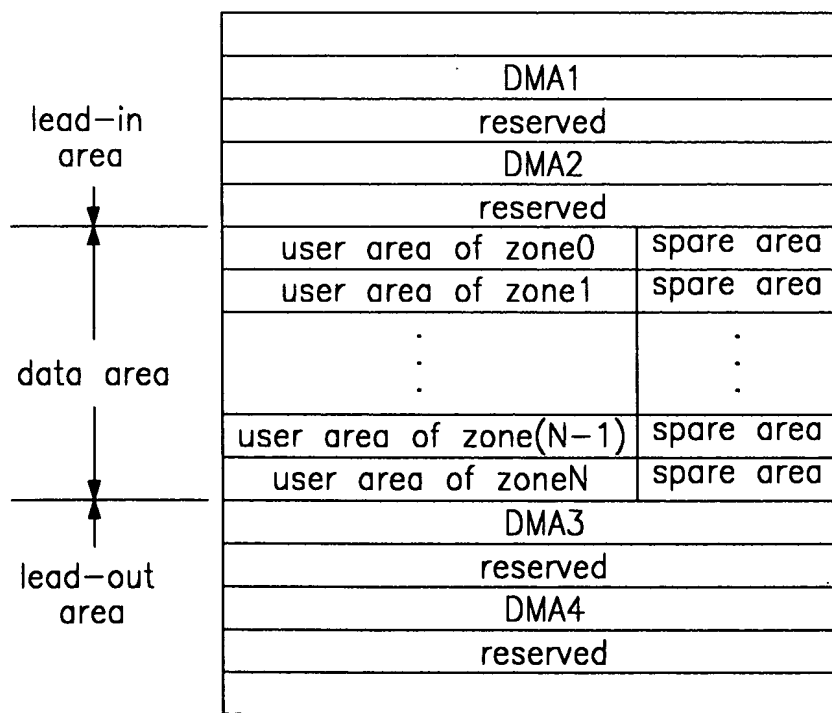 DMA1
reserved
lead-in
area
DMA2
reserved
user area of zone0 spare area
user area of zone1 spare area
data area
user area of zone(N-1) spare area
user area of zoneN spare area
DMA3
reserved
lead-out
area
DMA4
reserved